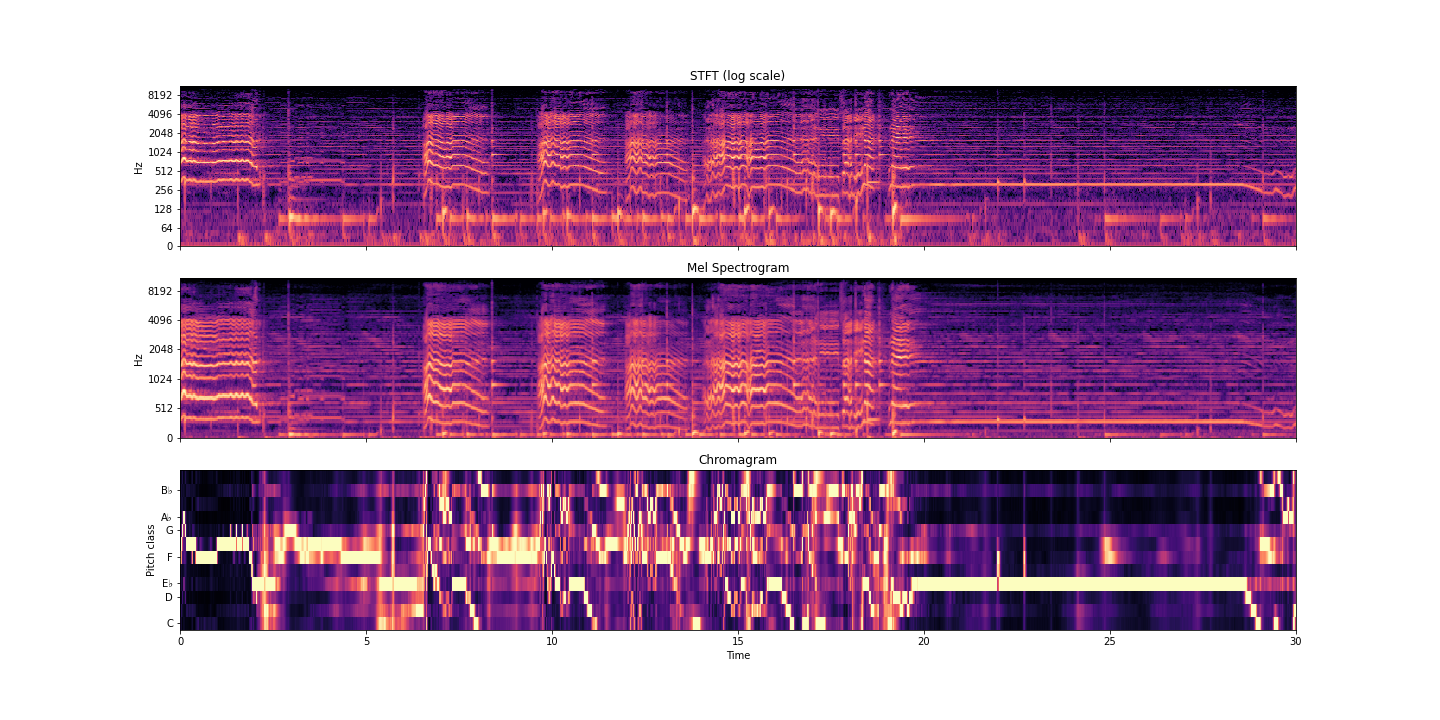 STFT (log scale)
8192
4096
2048
1024
512
256
128
64
0
Hz
Mel Spectrogram
8192
4096
2048
1024
512
0
Hz
Chromagram
B♭
A♭
G
F
E♭
D
C
Pitch class
0 5 10 15 20 25 30
Time